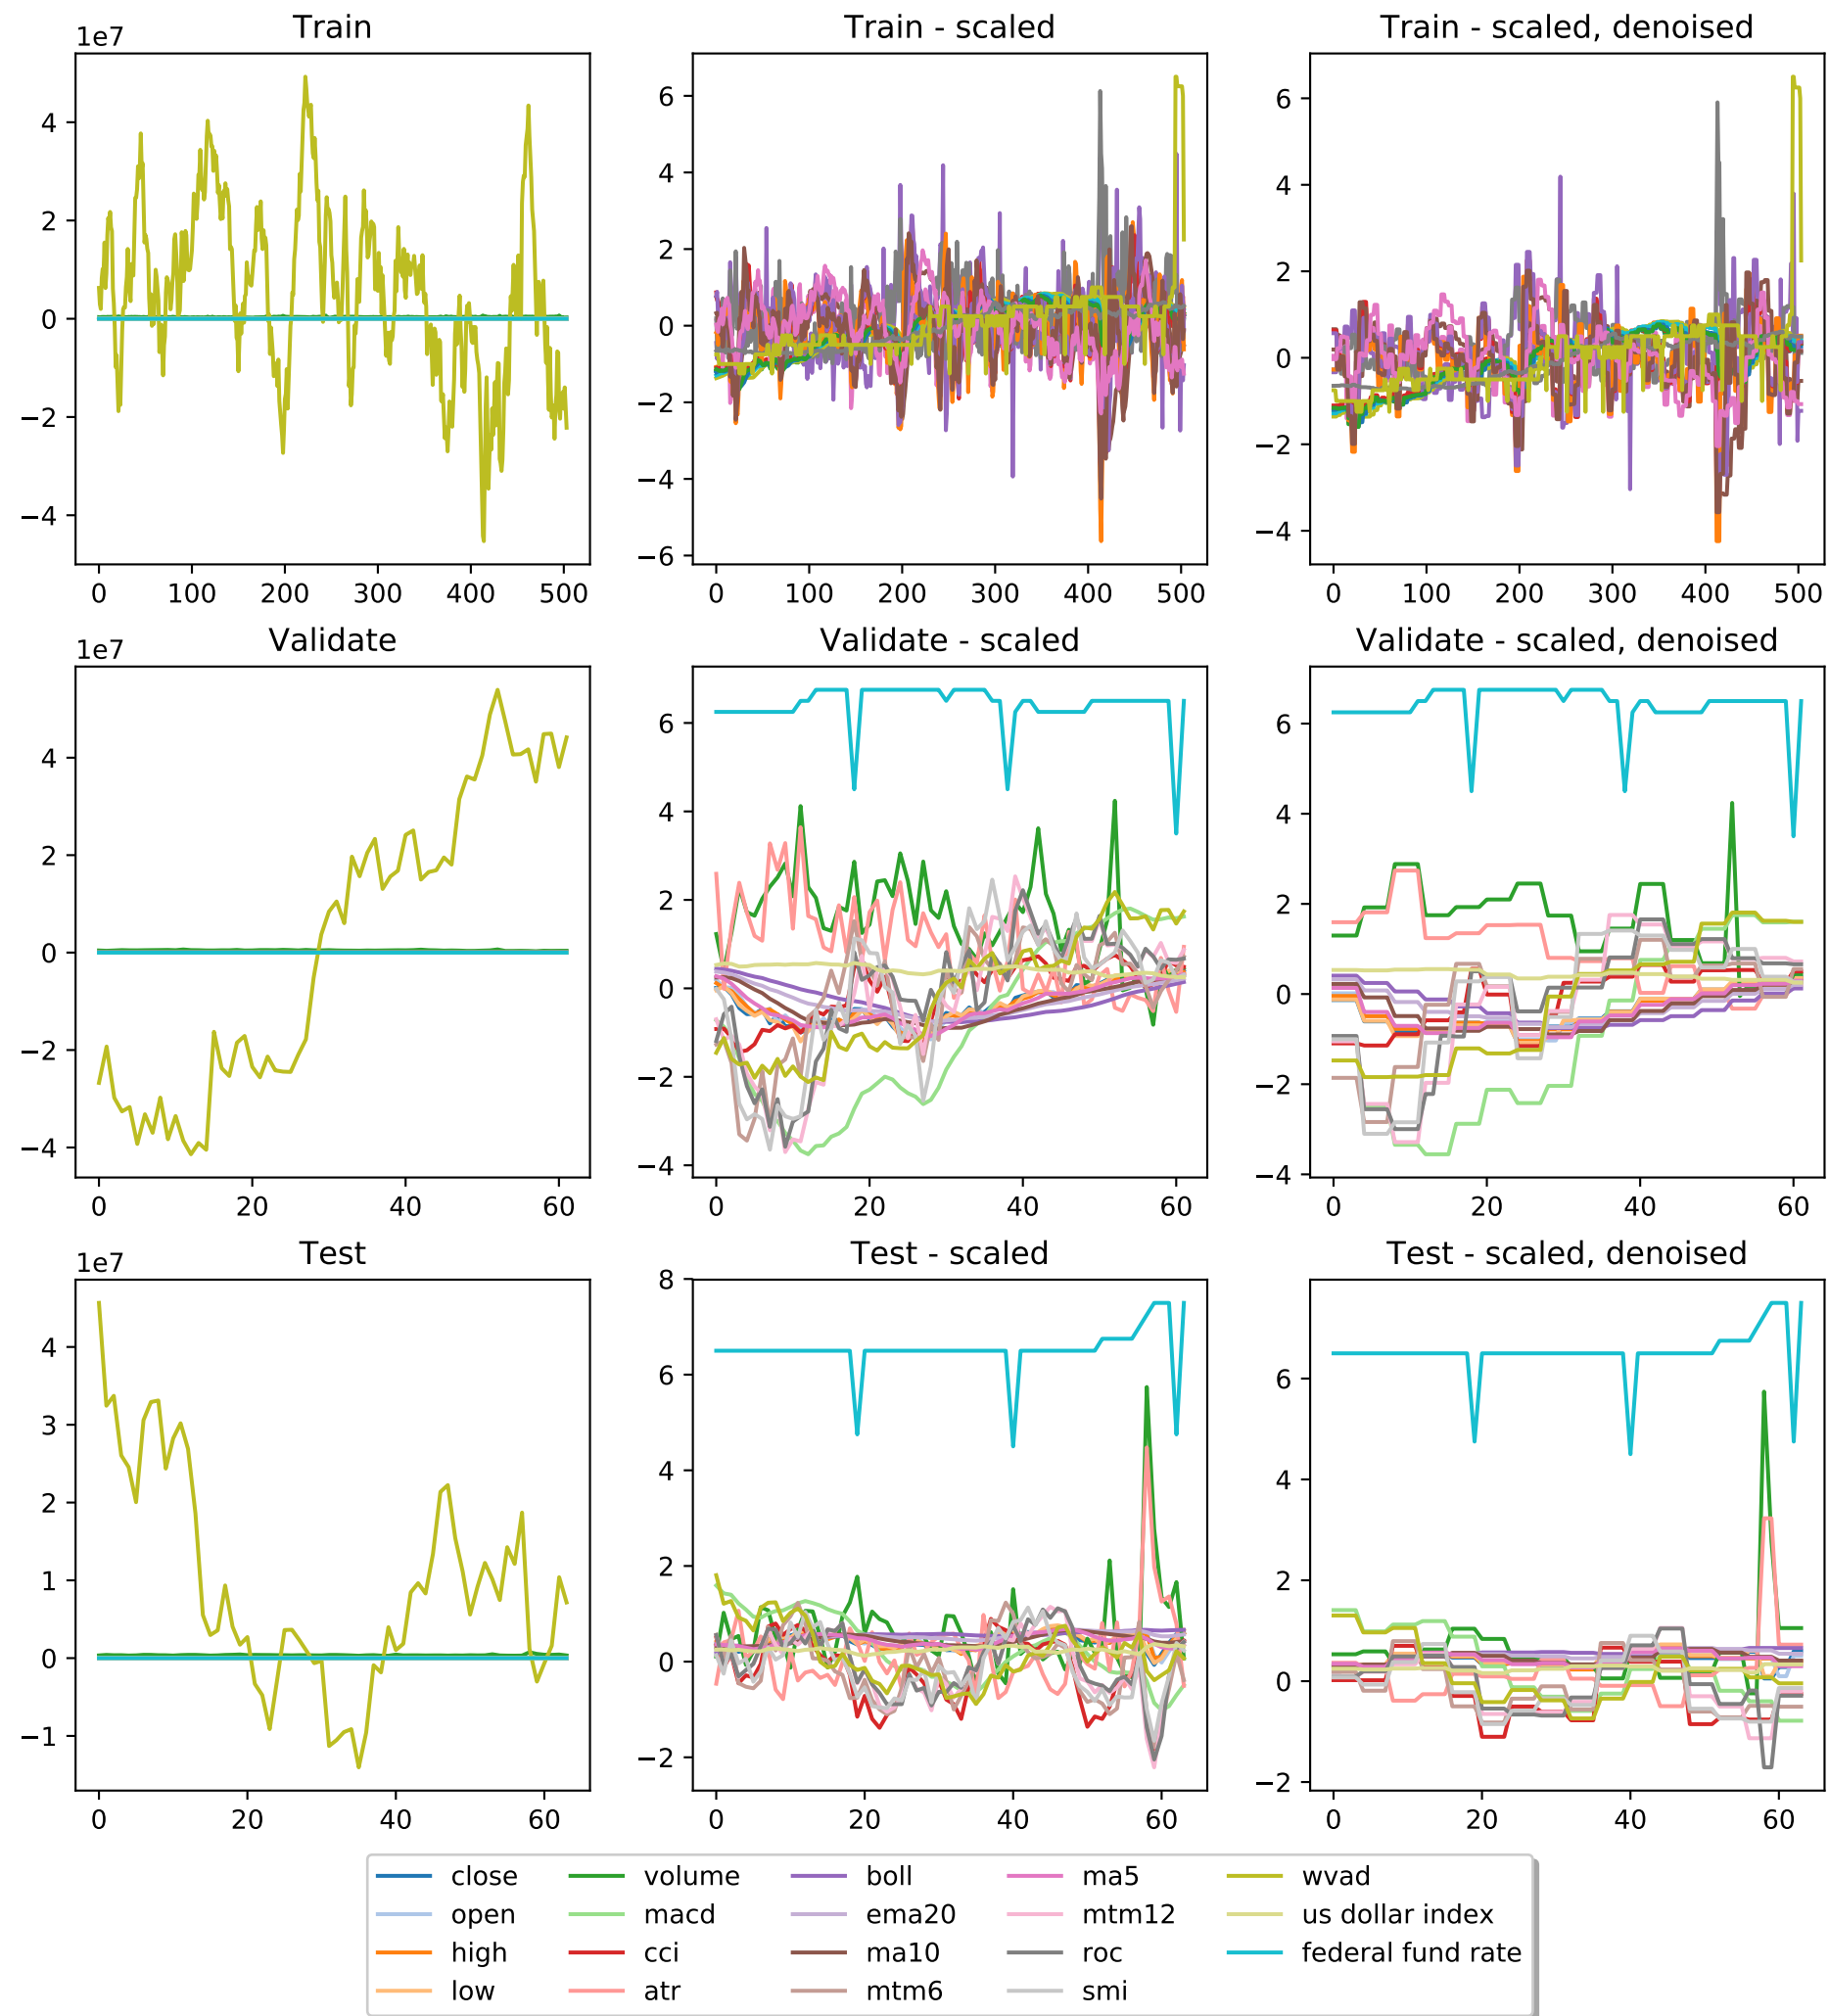 Train Train - scaled Train - scaled, denoised
1e7
4
2
0
−2
−4
0 100 200 300 400 500
6
4
2
0
−2
−4
−6
0 100 200 300 400 500
6
4
2
0
−2
−4
0 100 200 300 400 500
Validate Validate - scaled Validate - scaled, denoised
1e7
4
2
0
−2
−4
0 20 40 60
6
4
2
0
−2
−4
0 20 40 60
6
4
2
0
−2
−4
0 20 40 60
Test Test - scaled Test - scaled, denoised
1e7
4
3
2
1
0
−1
0 20 40 60
8
6
4
2
0
−2
0 20 40 60
6
4
2
0
−2
0 20 40 60
close volume boll ma5 wvad
open macd ema20 mtm12 us dollar index
high cci ma10 roc federal fund rate
low atr mtm6 smi